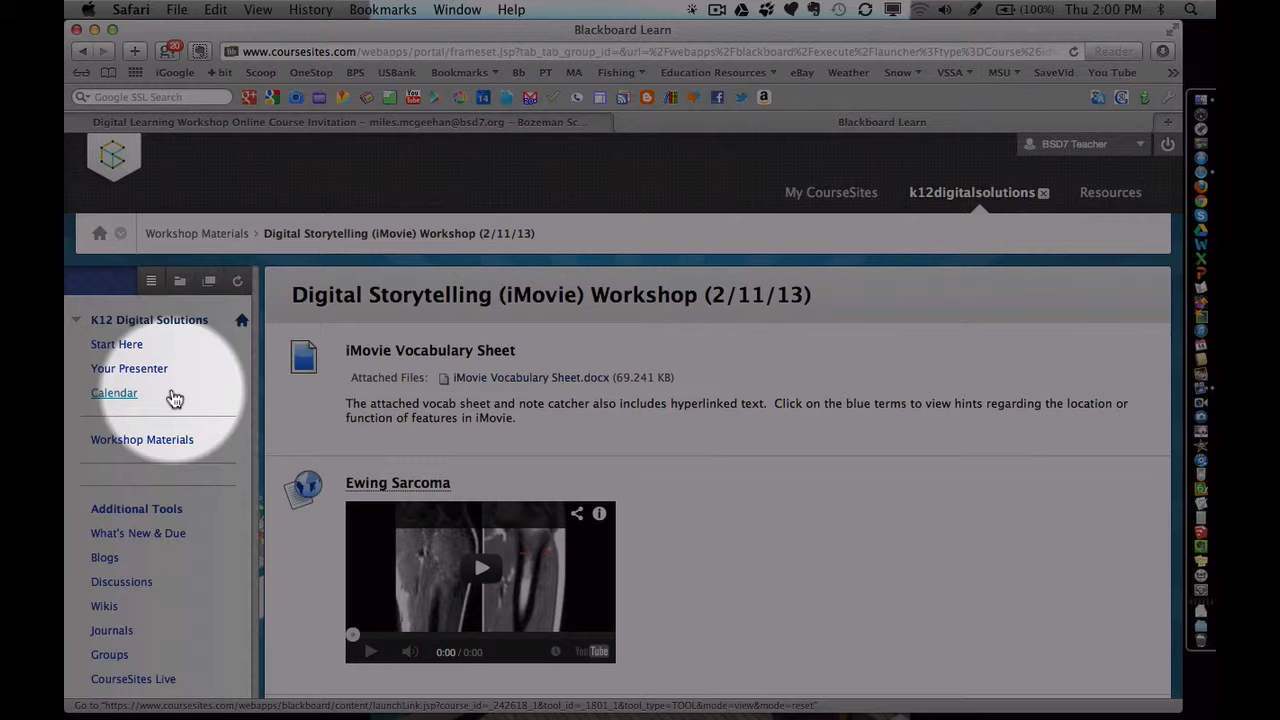 Safari File Edit View History Bookmarks Window Help (100%) Thu 2:00 PM
Blackboard Learn
20
www.coursesites.com/webapps/portal/frameset.jsp?tab_tab_group_id=&url=%2Fwebapps%2Fblackboard%2Fexecute%2Flauncher%3Ftype%3DCourse%26id Reader
iGoogle + bit Scoop OneStop BPS USBank Bookmarks Bb PT MA Fishing Education Resources eBay Weather Snow VSSA MSU SaveVid You Tube
Google SSL Search
Digital Learning Workshop Online Course Invitation – miles.mcgeehan@bsd7.org – Bozeman Sc... Blackboard Learn
BSD7 Teacher
My CourseSites k12digitalsolutions Resources
Workshop Materials > Digital Storytelling (iMovie) Workshop (2/11/13)
Digital Storytelling (iMovie) Workshop (2/11/13)
K12 Digital Solutions
Start Here
Your Presenter
Calendar
Workshop Materials
Additional Tools
What's New & Due
Blogs
Discussions
Wikis
Journals
Groups
CourseSites Live
iMovie Vocabulary Sheet
Attached Files: iMovie Vocabulary Sheet.docx (69.241 KB)
The attached vocab sheet and note catcher also includes hyperlinked text. Click on the blue terms to view hints regarding the location or
function of features in iMovie.
Ewing Sarcoma
0:00 / 0:00 YouTube
Go to "https://www.coursesites.com/webapps/blackboard/content/launchLink.jsp?course_id=_242618_1&tool_id=_1801_1&tool_type=TOOL&mode=view&mode=reset"